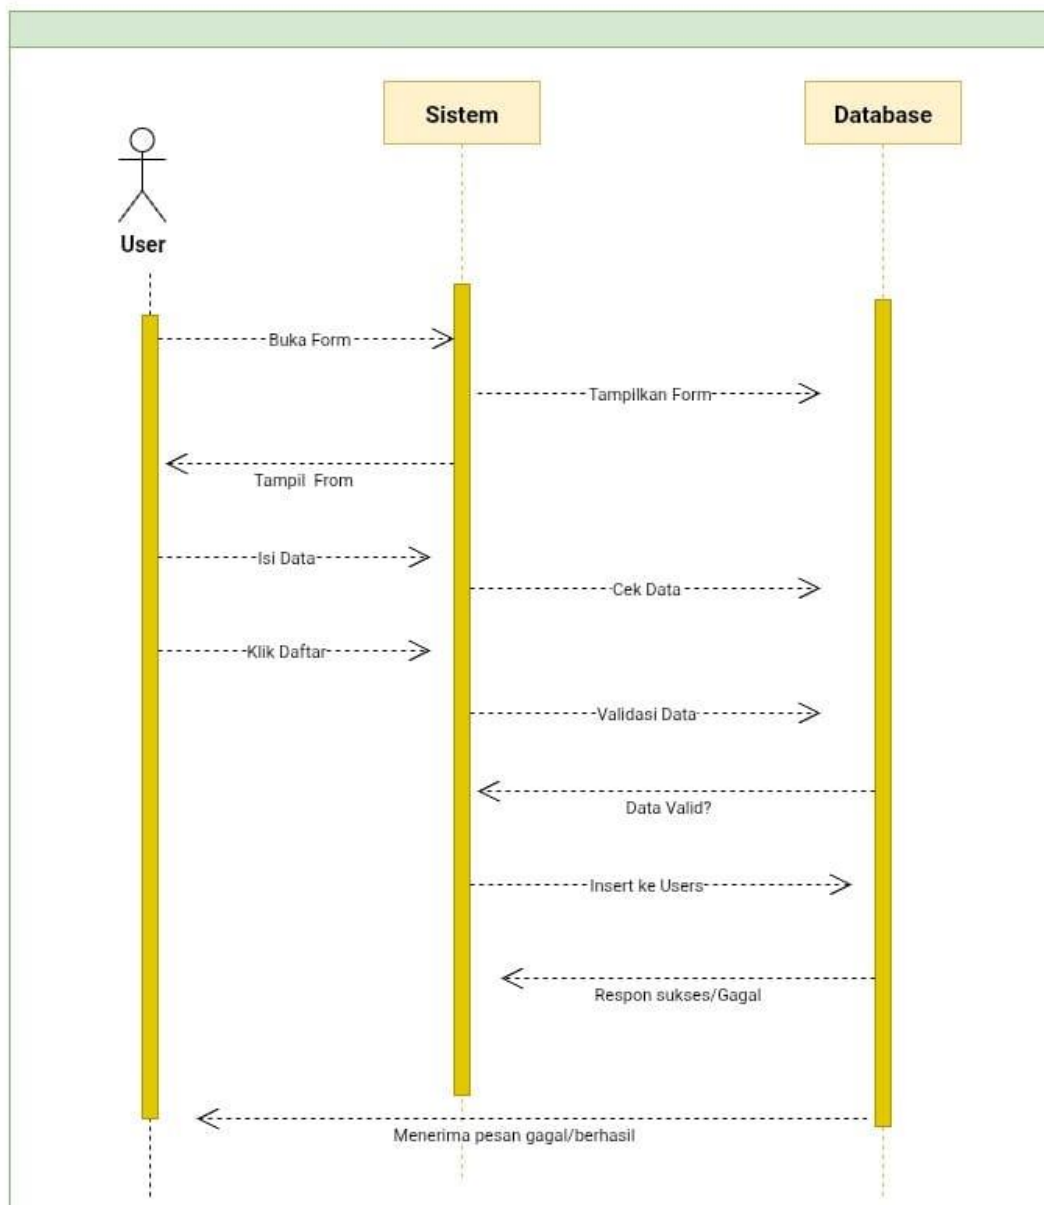 Sistem
Database
User
Buka Form
Tampilkan Form
Tampil From
Isi Data
Cek Data
Klik Daftar
Validasi Data
Data Valid?
Insert ke Users
Respon sukses/Gagal
Menerima pesan gagal/berhasil